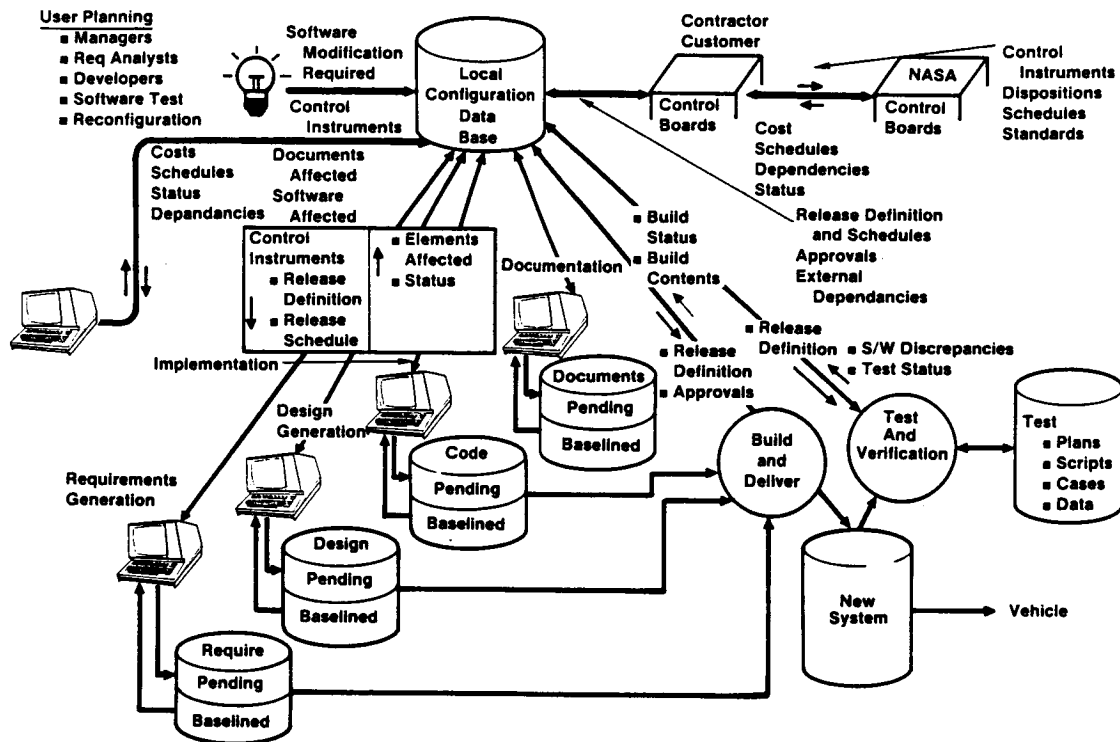 User Planning
■ Managers
■ Req Analysts
■ Developers
■ Software Test
■ Reconfiguration
Software
Modification
Required
Control
Instruments
Local
Configuration
Data
Base
Contractor
Customer
Control
Boards
NASA
Control
Boards
Control
Instruments
Dispositions
Schedules
Standards
Cost
Schedules
Dependencies
Status
Costs
Schedules
Status
Depandancies
Documents
Affected
Software
Affected
Control
Instruments
■ Release
Definition
■ Release
Schedule
■ Elements
Affected
■ Status
Documentation
■ Build
Status
■ Build
Contents
Release Definition
and Schedules
Approvals
External
Dependancies
■ Release
Definition
■ Approvals
■ Release
Definition
■ S/W Discrepancies
■ Test Status
Implementation
Design
Generation
Requirements
Generation
Documents
Pending
Baselined
Code
Pending
Baselined
Design
Pending
Baselined
Require
Pending
Baselined
Build
and
Deliver
Test
And
Verification
Test
■ Plans
■ Scripts
■ Cases
■ Data
New
System
Vehicle